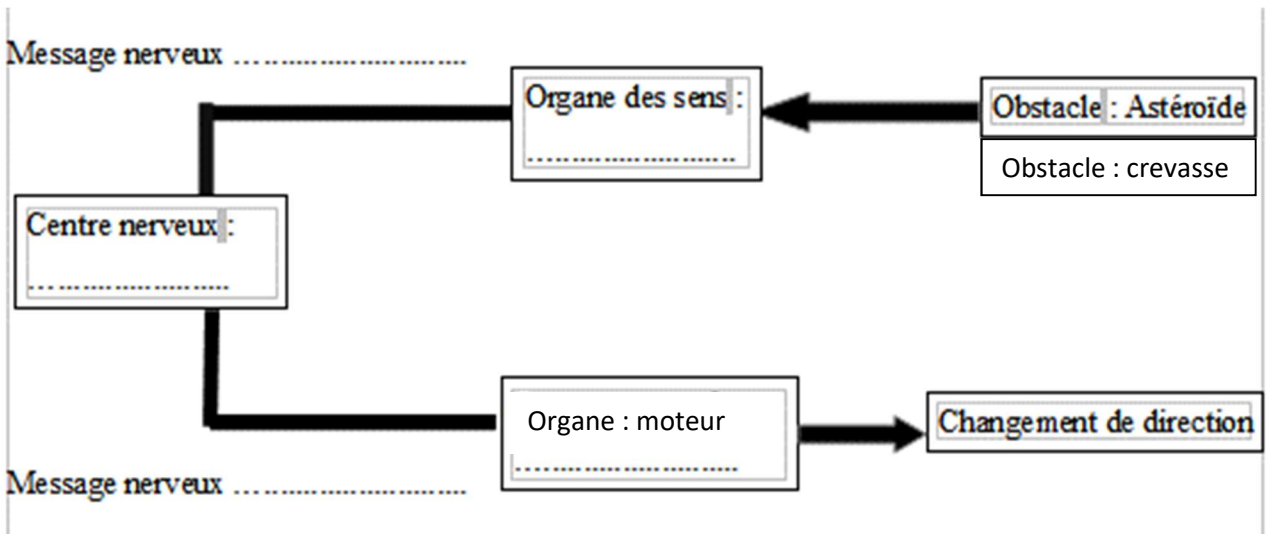 Message nerveux ..............................
Organe des sens :
..........................
Obstacle : Astéroïde
Obstacle : crevasse
Centre nerveux :
..........................
Organe : moteur
............................
Changement de direction
Message nerveux ..............................